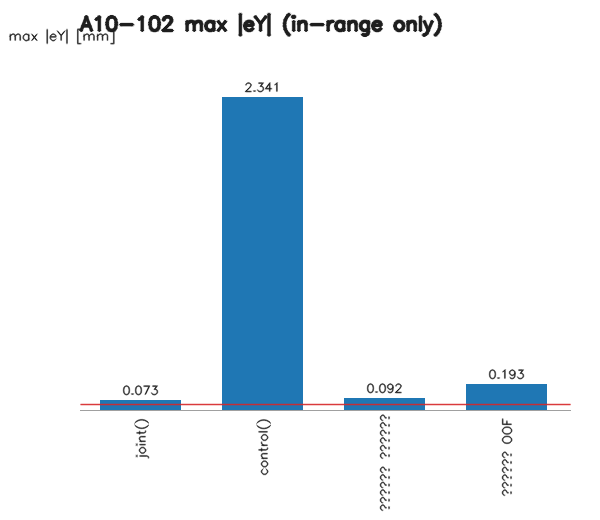 A10-102 max |eY| (in-range only)
max |eY| [mm]
2.341
0.193
0.092
0.073
joint()
control()
?????? ??????
?????? OOF